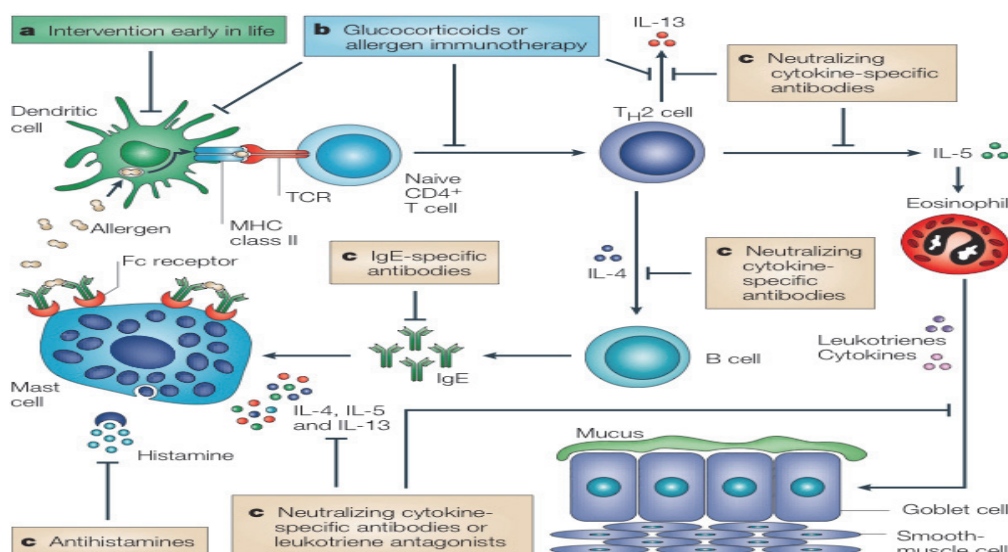 a Intervention early in life
b Glucocorticoids or
allergen immunotherapy
IL-13
c Neutralizing
cytokine-specific
antibodies
Dendritic
cell
TH2 cell
IL-5
TCR
Naive
CD4+
T cell
MHC
class II
Allergen
Eosinophil
Fc receptor
c IgE-specific
antibodies
IL-4
c Neutralizing
cytokine-
specific
antibodies
Leukotrienes
Cytokines
B cell
IgE
Mast
cell
IL-4, IL-5
and IL-13
Histamine
Mucus
Goblet cell
c Antihistamines
c Neutralizing cytokine-
specific antibodies or
leukotriene antagonists
Smooth-
muscle cell